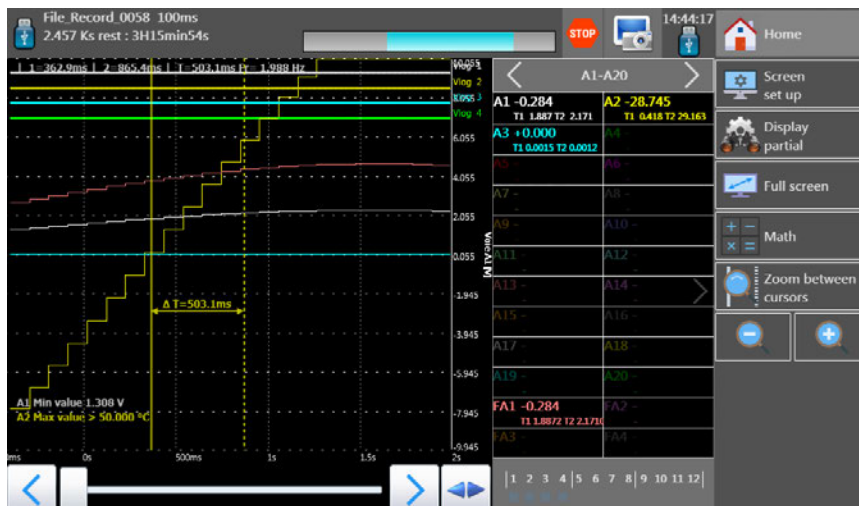 File_Record_0058 100ms
2.457 Ks rest : 3H15min54s
STOP
14:44:17
Home
1=362.9ms 2=865.4ms T=503.1ms Fr= 1.988 Hz
Vlog 2
Vlog 4
6.055
4.055
2.055
0.055
-1.945
-3.945
-5.945
-7.945
-9.945
Voie:A1
Δ T=503.1ms
A1 Min value 1.308 V
A2 Max value > 50.000 °C
0s
500ms
1s
1.5s
2s
A1-A20
A1 -0.284
T1 1.887 T2 2.171
A2 -28.745
T1 0.418 T2 29.163
A3 +0.000
T1 0.0015 T2 0.0012
A4 -
A5 -
A6 -
A7 -
A8 -
A9 -
A10 -
A11 -
A12 -
A13 -
A14 -
A15 -
A16 -
A17 -
A18 -
A19 -
A20 -
FA1 -0.284
T1 1.8872 T2 2.1710
FA2 -
FA3 -
FA4 -
1 2 3 4 5 6 7 8 9 10 11 12
Screen
set up
Display
partial
Full screen
Math
Zoom between
cursors